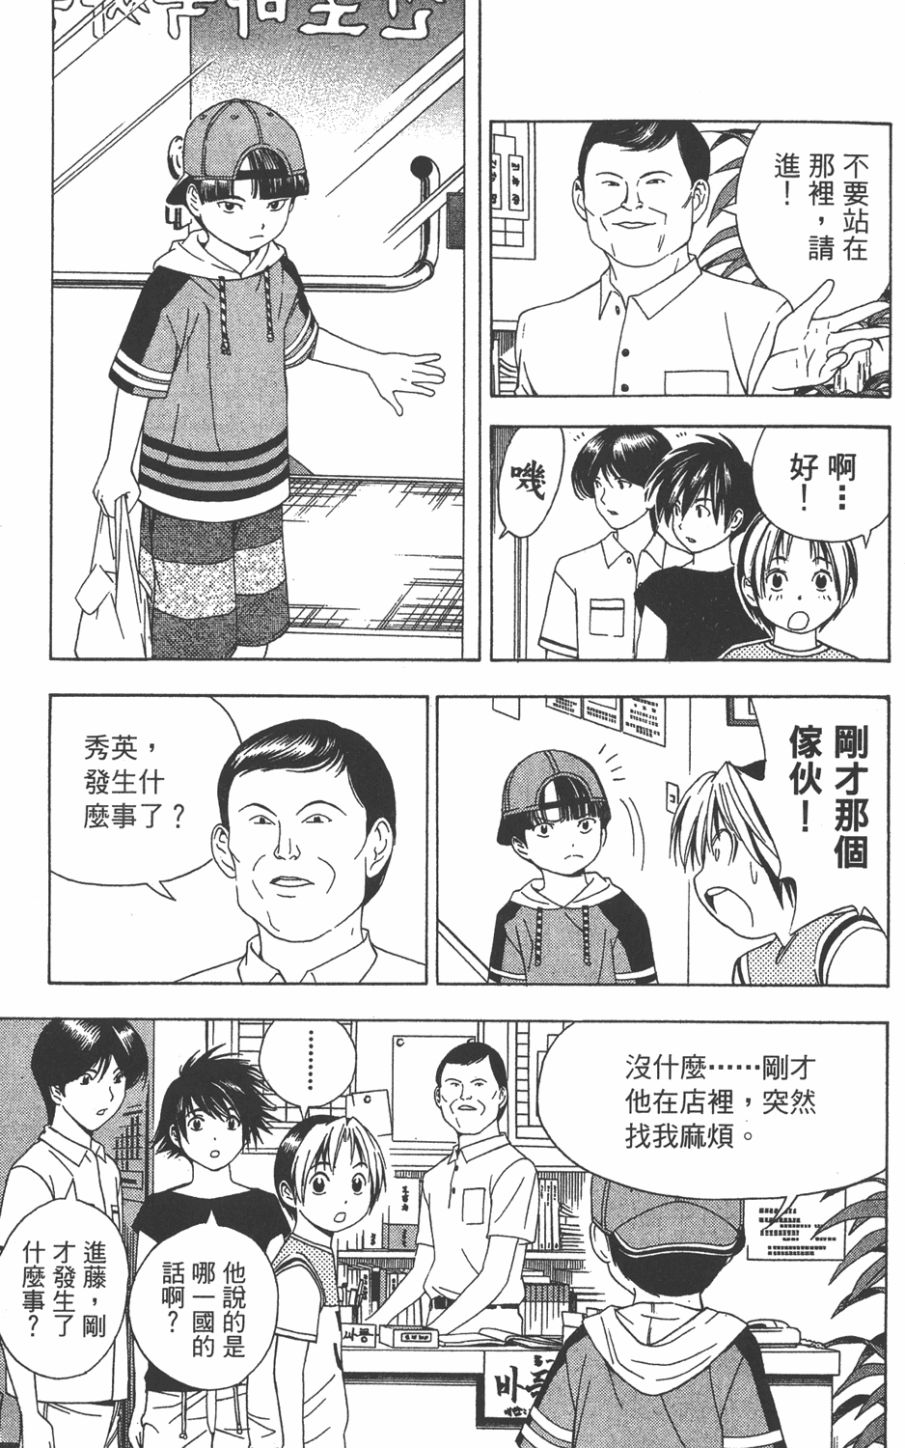 不要站在
那裡，請
進！
啊⋯
好！
嘰
剛才那個
傢伙！
秀英，
發生什
麼事了？
沒什麼⋯⋯剛才
他在店裡，突然
找我麻煩。
⋯⋯
他說的是
哪一國的
話啊？
進藤，剛
才發生了
什麼事？